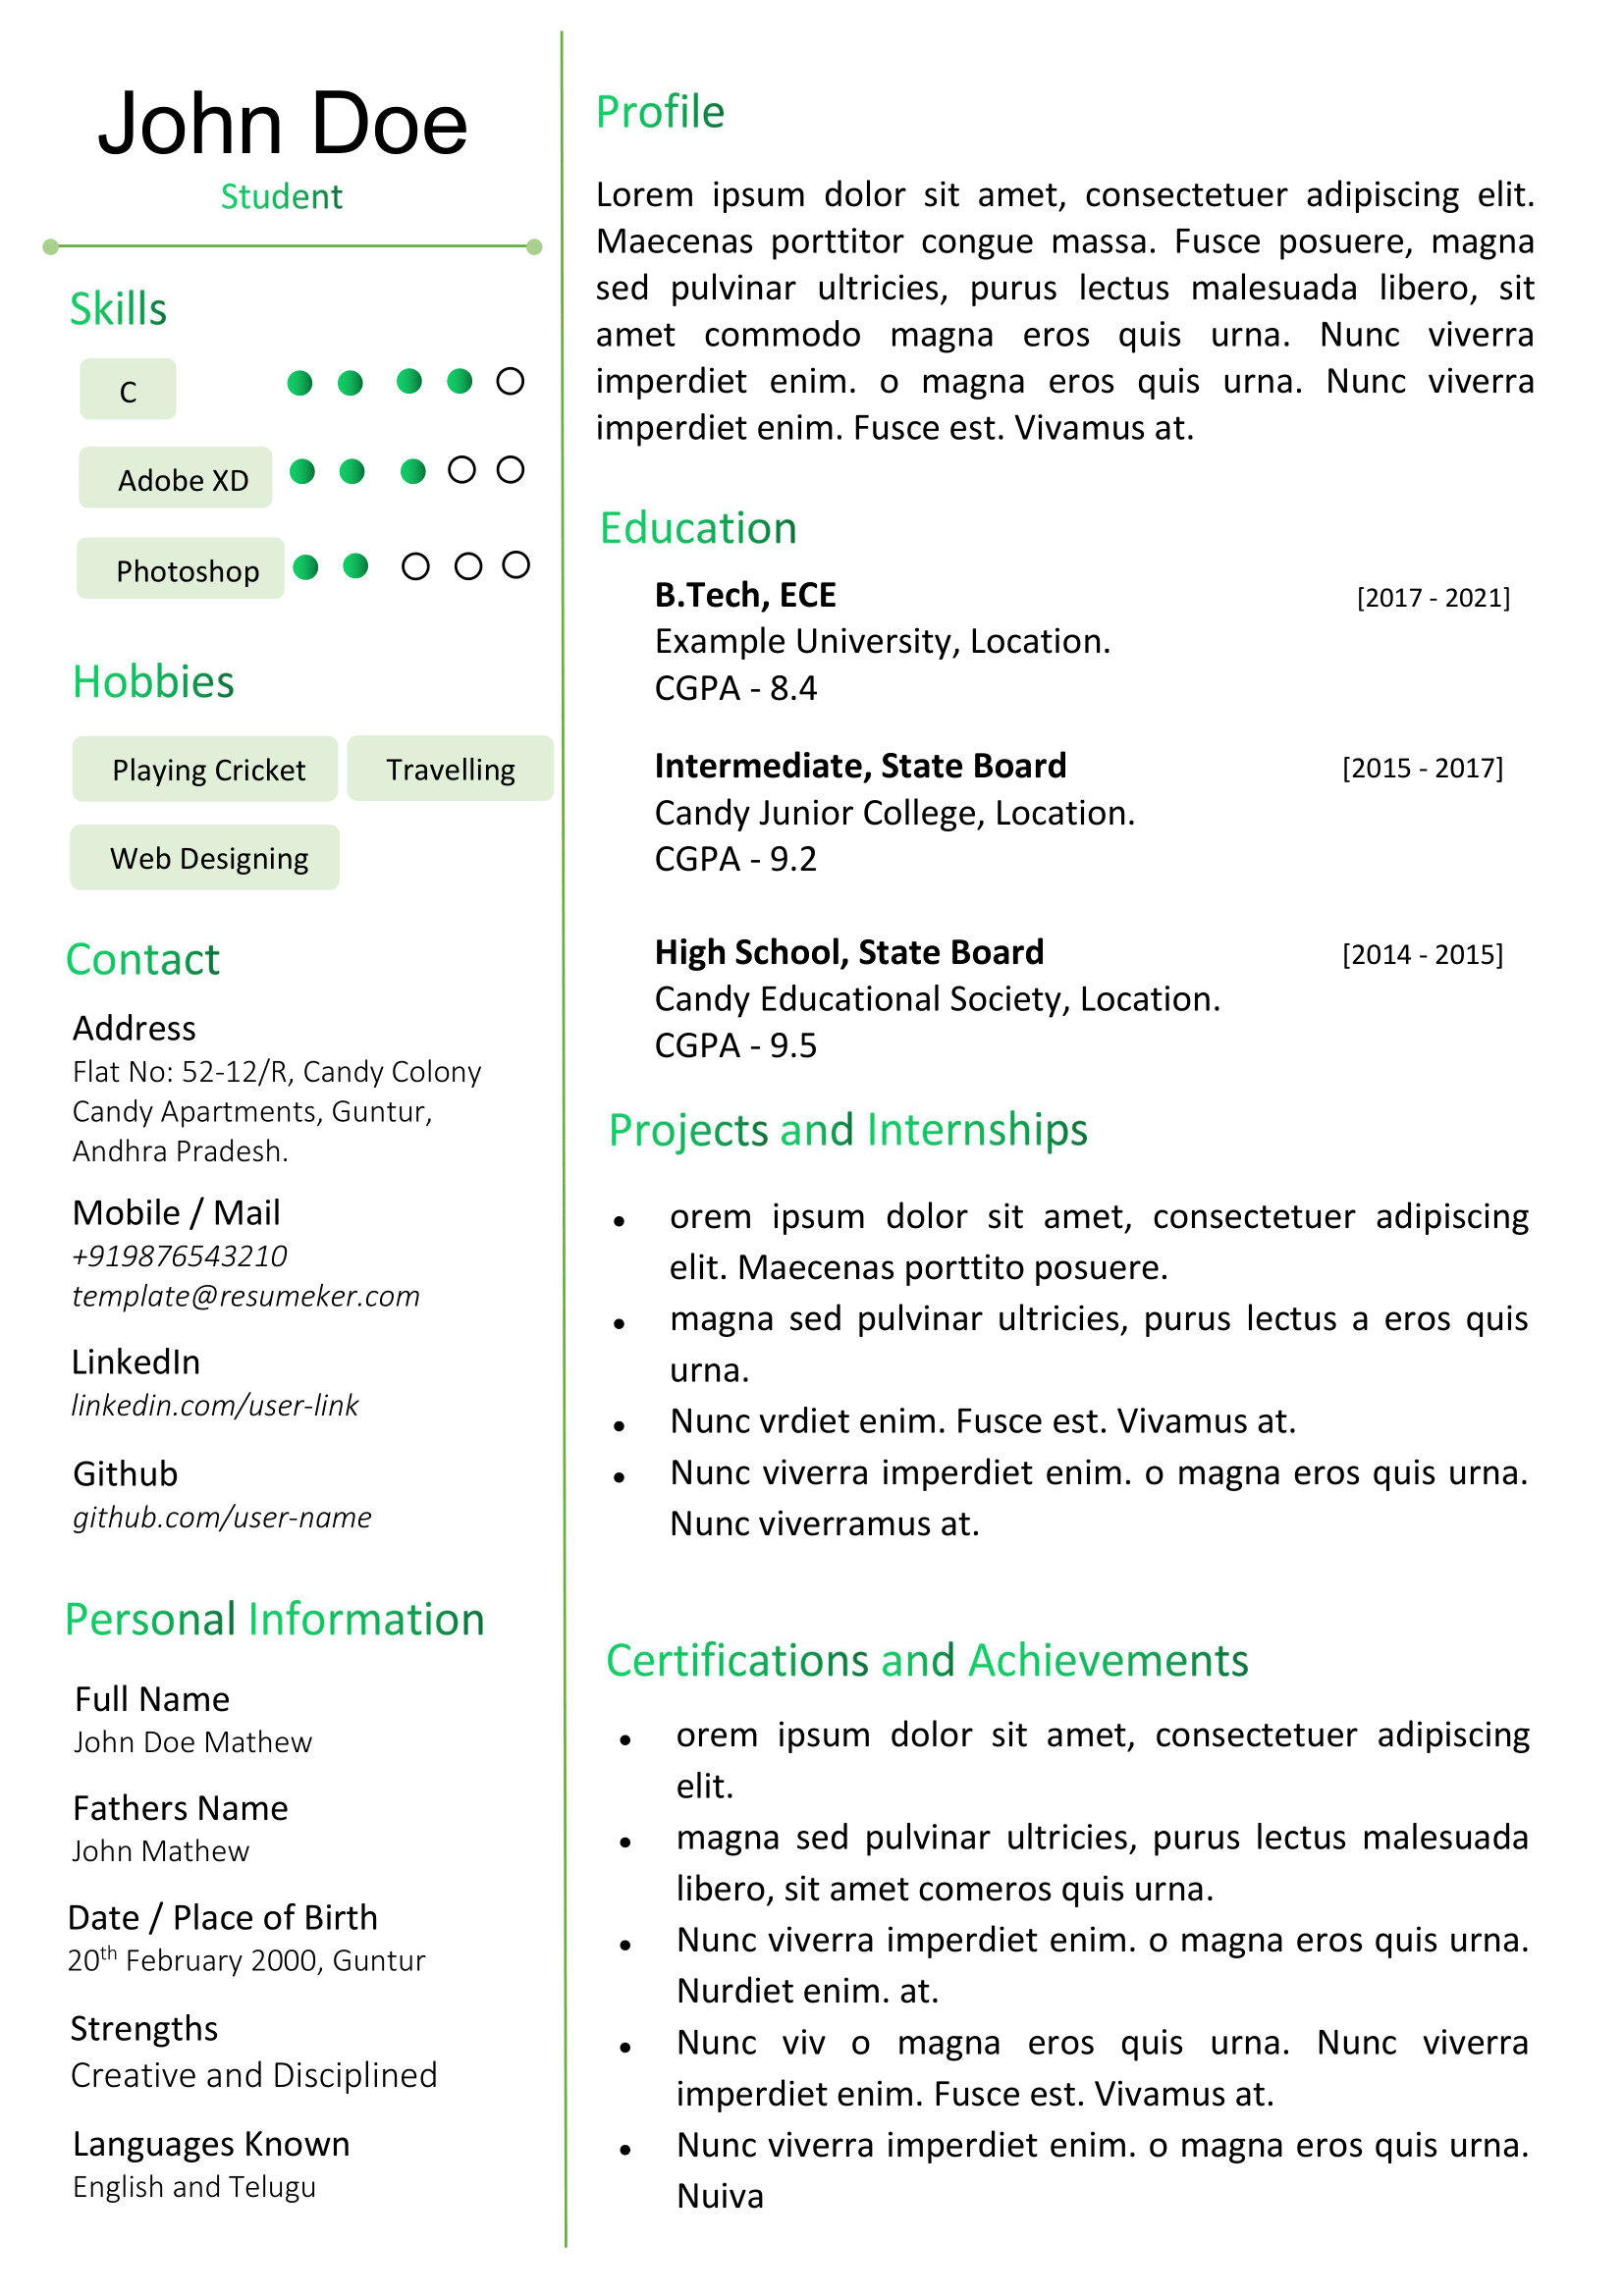 John Doe
Student
Skills
C
Adobe XD
Photoshop
Hobbies
Playing Cricket
Travelling
Web Designing
Contact
Address
Flat No: 52-12/R, Candy Colony
Candy Apartments, Guntur,
Andhra Pradesh.
Mobile / Mail
+919876543210
template@resumeker.com
LinkedIn
linkedin.com/user-link
Github
github.com/user-name
Personal Information
Full Name
John Doe Mathew
Fathers Name
John Mathew
Date / Place of Birth
20th February 2000, Guntur
Strengths
Creative and Disciplined
Languages Known
English and Telugu
Profile
Lorem ipsum dolor sit amet, consectetuer adipiscing elit.
Maecenas porttitor congue massa. Fusce posuere, magna
sed pulvinar ultricies, purus lectus malesuada libero, sit
amet commodo magna eros quis urna. Nunc viverra
imperdiet enim. o magna eros quis urna. Nunc viverra
imperdiet enim. Fusce est. Vivamus at.
Education
B.Tech, ECE [2017 - 2021]
Example University, Location.
CGPA - 8.4
Intermediate, State Board [2015 - 2017]
Candy Junior College, Location.
CGPA - 9.2
High School, State Board [2014 - 2015]
Candy Educational Society, Location.
CGPA - 9.5
Projects and Internships
• orem ipsum dolor sit amet, consectetuer adipiscing
elit. Maecenas porttito posuere.
• magna sed pulvinar ultricies, purus lectus a eros quis
urna.
• Nunc vrdiet enim. Fusce est. Vivamus at.
• Nunc viverra imperdiet enim. o magna eros quis urna.
Nunc viverramus at.
Certifications and Achievements
• orem ipsum dolor sit amet, consectetuer adipiscing
elit.
• magna sed pulvinar ultricies, purus lectus malesuada
libero, sit amet comeros quis urna.
• Nunc viverra imperdiet enim. o magna eros quis urna.
Nurdiet enim. at.
• Nunc viv o magna eros quis urna. Nunc viverra
imperdiet enim. Fusce est. Vivamus at.
• Nunc viverra imperdiet enim. o magna eros quis urna.
Nuiva